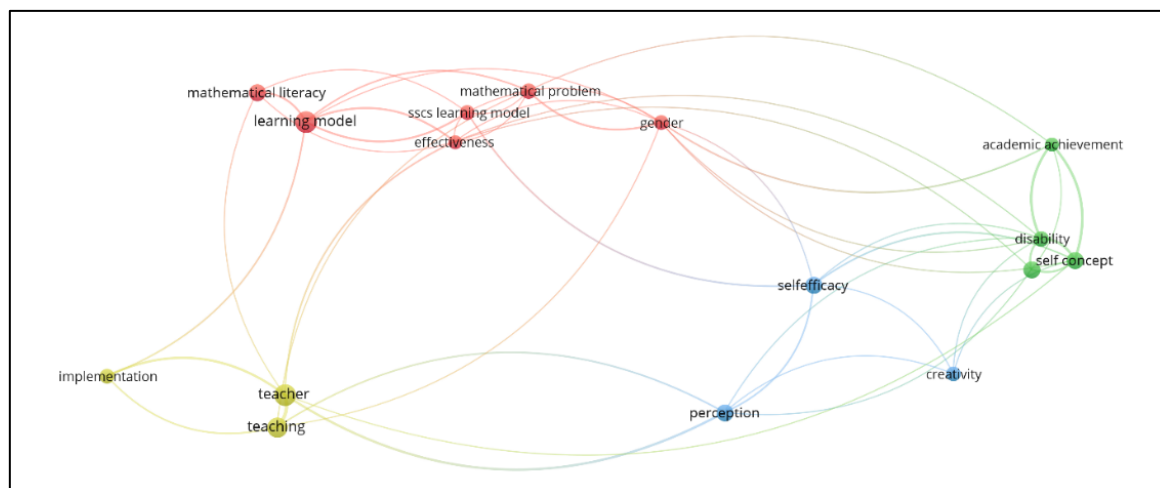 mathematical literacy
learning model
mathematical problem
sscs learning model
effectiveness
gender
academic achievement
disability
self concept
selfefficacy
creativity
perception
implementation
teacher
teaching